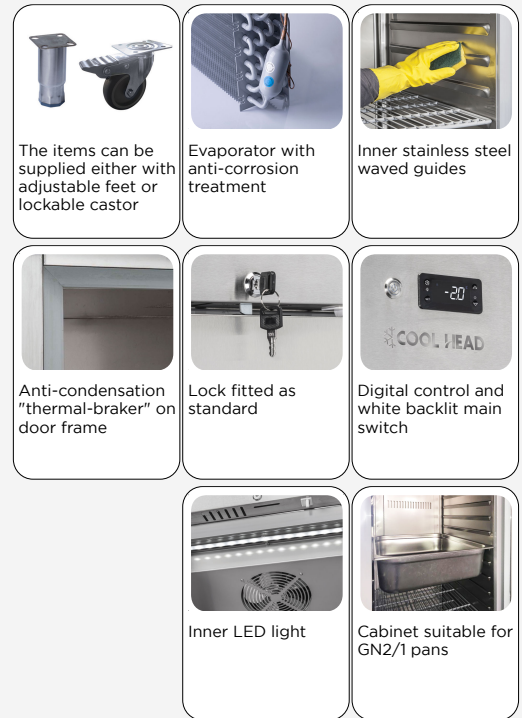 The items can be
supplied either with
adjustable feet or
lockable castor
Evaporator with
anti-corrosion
treatment
Inner stainless steel
waved guides
Anti-condensation
"thermal-braker" on
door frame
Lock fitted as
standard
-2.0
COOL HEAD
Digital control and
white backlit main
switch
Inner LED light
Cabinet suitable for
GN2/1 pans